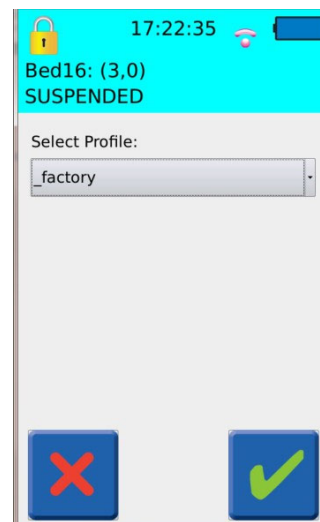 17:22:35
Bed16: (3,0)
SUSPENDED
Select Profile:
_factory